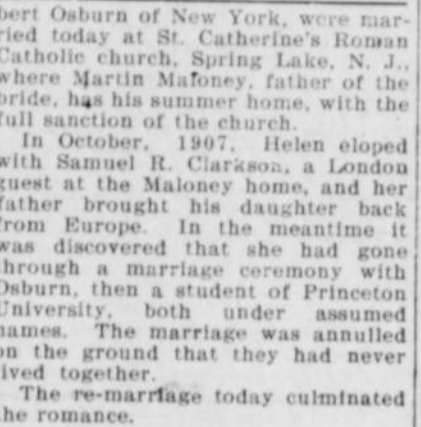 bert Osburn of New York, were mar-
ried today at St. Catherine's Roman
Catholic church, Spring Lake, N. J.,
where Martin Maloney, father of the
bride, has his summer home, with the
full sanction of the church.
In October, 1907, Helen eloped
with Samuel R. Clarkson, a London
guest at the Maloney home, and her
father brought his daughter back
from Europe. In the meantime it
was discovered that she had gone
through a marriage ceremony with
Osburn, then a student of Princeton
University, both under assumed
names. The marriage was annulled
on the ground that they had never
lived together.
The re-marriage today culminated
the romance.